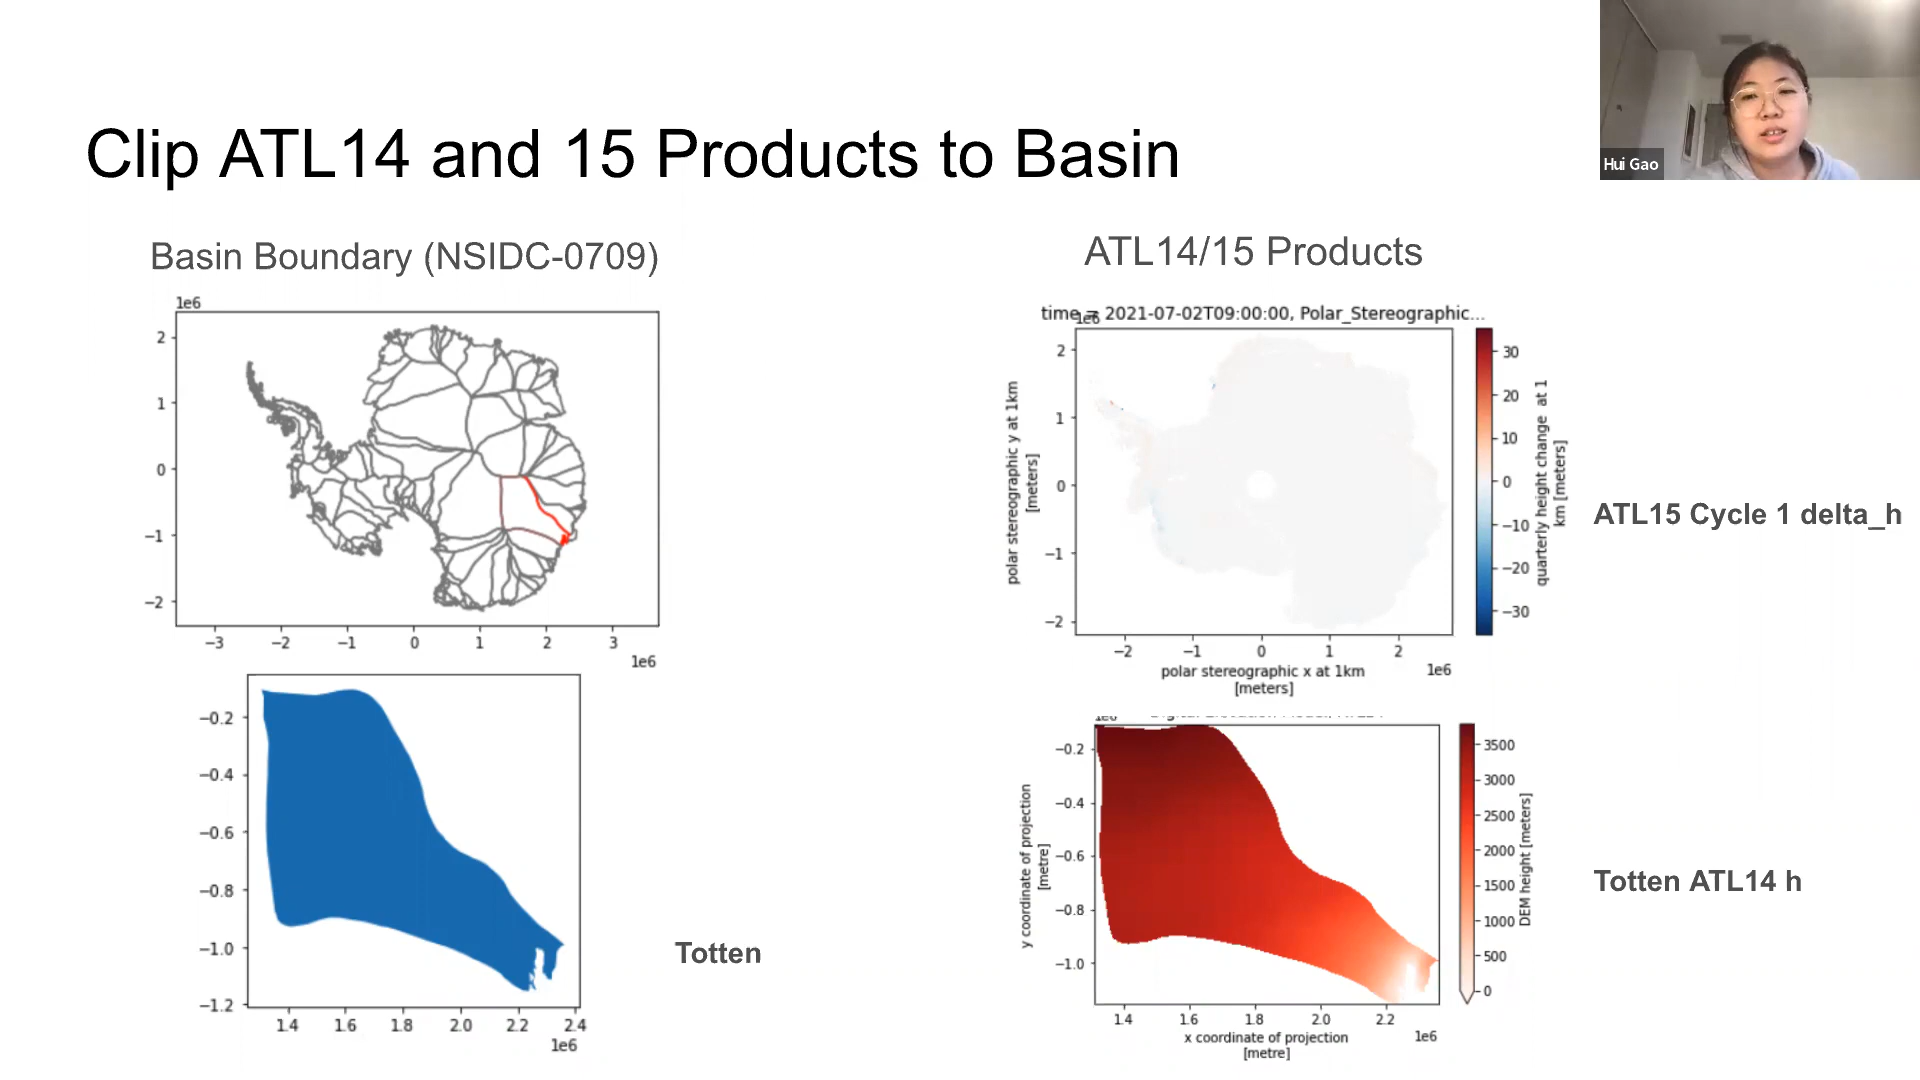 Hui Gao
Clip ATL14 and 15 Products to Basin
Basin Boundary (NSIDC-0709)
1e6
2
1
0
−1
−2
−3 −2 −1 0 1 2 3
1e6
−0.2
−0.4
−0.6
−0.8
−1.0
−1.2
1.4 1.6 1.8 2.0 2.2 2.4
1e6
Totten
ATL14/15 Products
time = 2021-07-02T09:00:00, Polar_Stereographic...
1e6
polar stereographic y at 1km
[meters]
2
1
0
−1
−2
−2 −1 0 1 2
1e6
polar stereographic x at 1km
[meters]
30
20
10
0
−10
−20
−30
quarterly height change at 1
km [meters]
ATL15 Cycle 1 delta_h
1e6
y coordinate of projection
[metre]
−0.2
−0.4
−0.6
−0.8
−1.0
1.4 1.6 1.8 2.0 2.2
1e6
x coordinate of projection
[metre]
3500
3000
2500
2000
1500
1000
500
0
DEM height [meters]
Totten ATL14 h